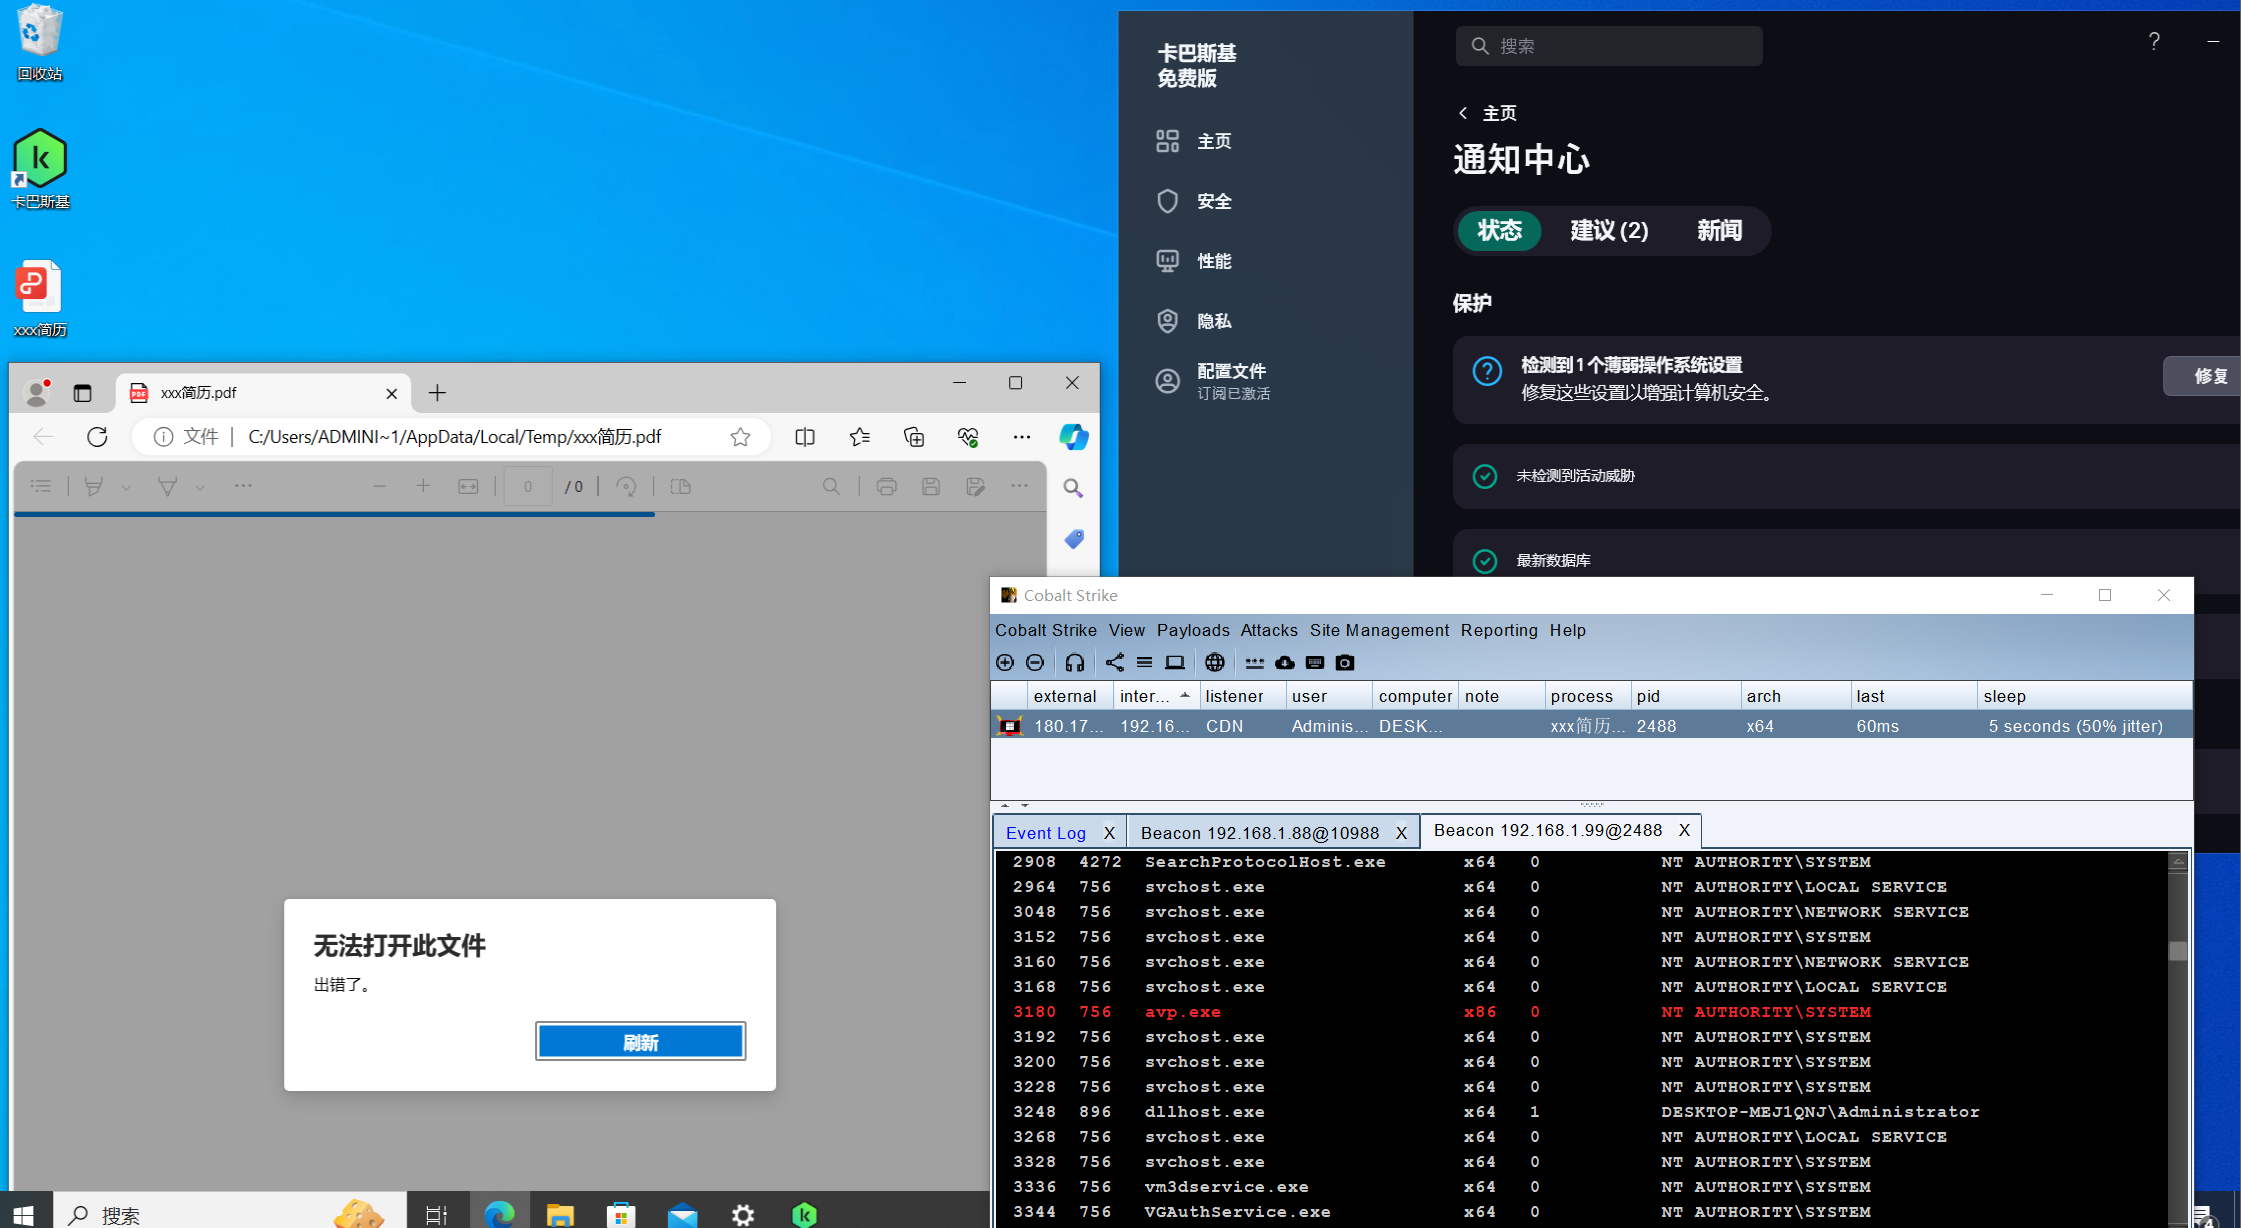 回收站
卡巴斯基
xxx简历
卡巴斯基
免费版
主页
安全
性能
隐私
配置文件
订阅已激活
搜索
?
主页
通知中心
状态 建议 (2) 新闻
保护
检测到 1 个薄弱操作系统设置
修复这些设置以增强计算机安全。
修复
未检测到活动威胁
最新数据库
xxx简历.pdf
文件 C:/Users/ADMINI~1/AppData/Local/Temp/xxx简历.pdf
0 / 0
无法打开此文件
出错了。
刷新
Cobalt Strike
Cobalt Strike View Payloads Attacks Site Management Reporting Help
external inter... listener user computer note process pid arch last sleep
180.17... 192.16... CDN Adminis... DESK... xxx简历... 2488 x64 60ms 5 seconds (50% jitter)
Event Log X Beacon 192.168.1.88@10988 X Beacon 192.168.1.99@2488 X
2908 4272 SearchProtocolHost.exe x64 0 NT AUTHORITY\SYSTEM
2964 756 svchost.exe x64 0 NT AUTHORITY\LOCAL SERVICE
3048 756 svchost.exe x64 0 NT AUTHORITY\NETWORK SERVICE
3152 756 svchost.exe x64 0 NT AUTHORITY\SYSTEM
3160 756 svchost.exe x64 0 NT AUTHORITY\NETWORK SERVICE
3168 756 svchost.exe x64 0 NT AUTHORITY\LOCAL SERVICE
3180 756 avp.exe x86 0 NT AUTHORITY\SYSTEM
3192 756 svchost.exe x64 0 NT AUTHORITY\SYSTEM
3200 756 svchost.exe x64 0 NT AUTHORITY\SYSTEM
3228 756 svchost.exe x64 0 NT AUTHORITY\SYSTEM
3248 896 dllhost.exe x64 1 DESKTOP-MEJ1QNJ\Administrator
3268 756 svchost.exe x64 0 NT AUTHORITY\LOCAL SERVICE
3328 756 svchost.exe x64 0 NT AUTHORITY\SYSTEM
3336 756 vm3dservice.exe x64 0 NT AUTHORITY\SYSTEM
3344 756 VGAuthService.exe x64 0 NT AUTHORITY\SYSTEM
搜索
4